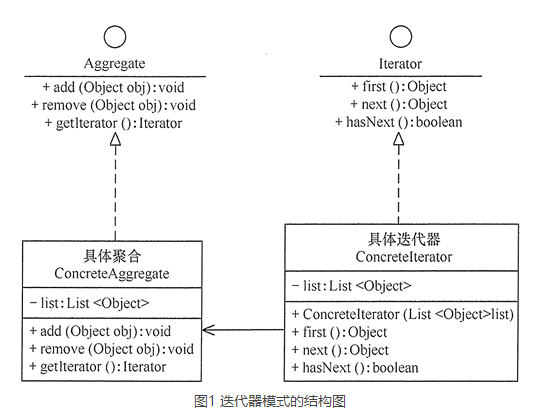 Aggregate
+ add (Object obj) : void
+ remove (Object obj) : void
+ getIterator () : Iterator
Iterator
+ first () : Object
+ next () : Object
+ hasNext () : boolean
具体聚合
ConcreteAggregate
− list : List <Object>
+ add (Object obj) : void
+ remove (Object obj) : void
+ getIterator () : Iterator
具体迭代器
ConcreteIterator
− list : List <Object>
+ ConcreteIterator (List <Object>list)
+ first () : Object
+ next () : Object
+ hasNext () : boolean
图1 迭代器模式的结构图